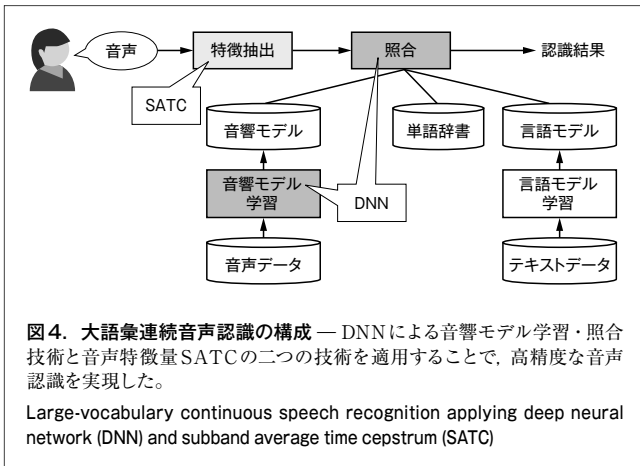 音声
特徴抽出
照合
認識結果
SATC
音響モデル
単語辞書
言語モデル
音響モデル
学習
DNN
言語モデル
学習
音声データ
テキストデータ
図4. 大語彙連続音声認識の構成 — DNNによる音響モデル学習・照合
技術と音声特徴量SATCの二つの技術を適用することで, 高精度な音声
認識を実現した。
Large-vocabulary continuous speech recognition applying deep neural
network (DNN) and subband average time cepstrum (SATC)